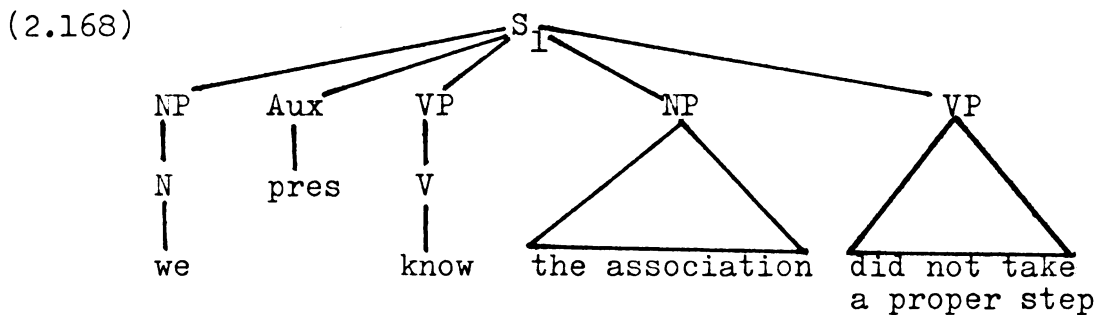 (2.168)
S1
NP Aux VP NP VP
N pres V
we know the association did not take
a proper step